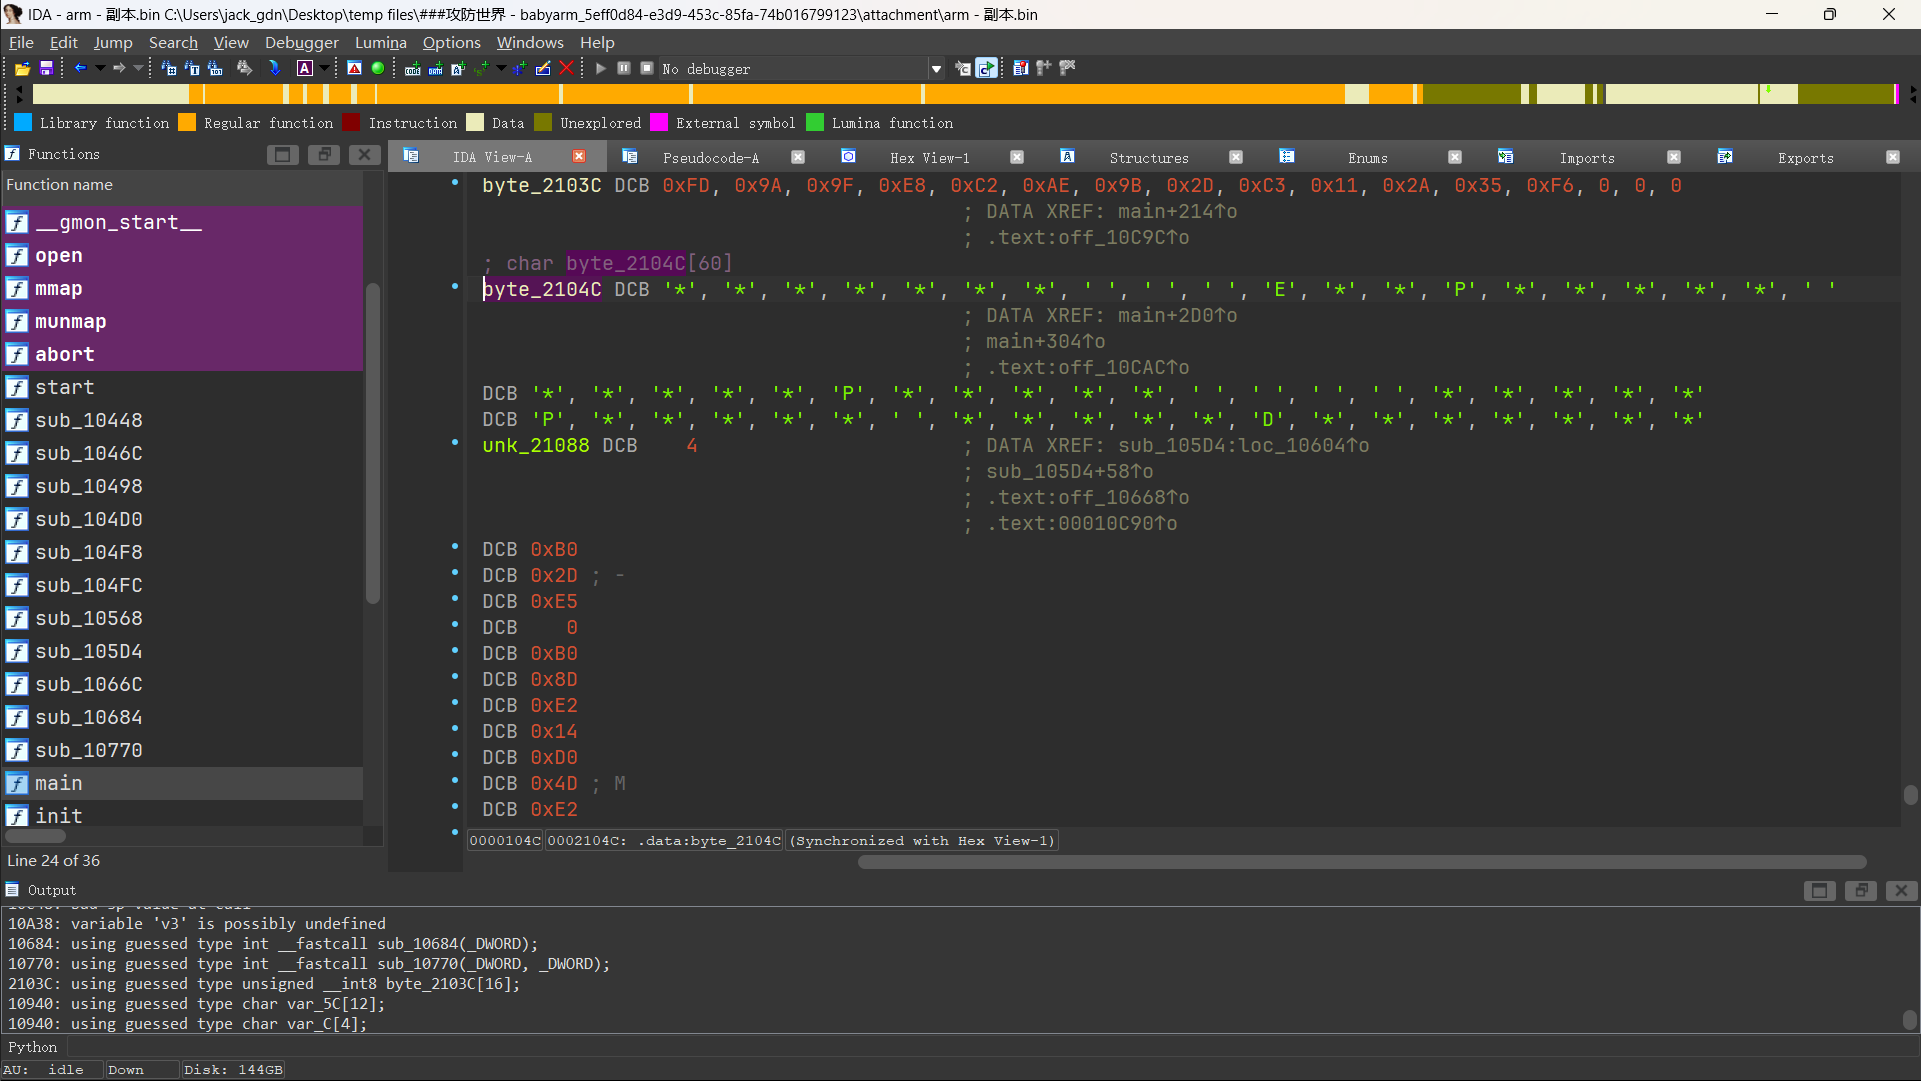 IDA - arm - 副本.bin C:\Users\jack_gdn\Desktop\temp files\###攻防世界 - babyarm_5eff0d84-e3d9-453c-85fa-74b016799123\attachment\arm - 副本.bin
File Edit Jump Search View Debugger Lumina Options Windows Help
No debugger
Library function Regular function Instruction Data Unexplored External symbol Lumina function
Functions
IDA View-A Pseudocode-A Hex View-1 Structures Enums Imports Exports
Function name
__gmon_start__
open
mmap
munmap
abort
start
sub_10448
sub_1046C
sub_10498
sub_104D0
sub_104F8
sub_104FC
sub_10568
sub_105D4
sub_1066C
sub_10684
sub_10770
main
init
Line 24 of 36
byte_2103C DCB 0xFD, 0x9A, 0x9F, 0xE8, 0xC2, 0xAE, 0x9B, 0x2D, 0xC3, 0x11, 0x2A, 0x35, 0xF6, 0, 0, 0
; DATA XREF: main+214↑o
; .text:off_10C9C↑o
; char byte_2104C[60]
byte_2104C DCB '*', '*', '*', '*', '*', '*', '*', ' ', ' ', ' ', 'E', '*', '*', 'P', '*', '*', '*', '*', '*', ' '
; DATA XREF: main+2D0↑o
; main+304↑o
; .text:off_10CAC↑o
DCB '*', '*', '*', '*', '*', 'P', '*', '*', '*', '*', '*', ' ', ' ', ' ', ' ', '*', '*', '*', '*', '*'
DCB 'P', '*', '*', '*', '*', '*', ' ', '*', '*', '*', '*', '*', 'D', '*', '*', '*', '*', '*', '*', '*'
unk_21088 DCB 4 ; DATA XREF: sub_105D4:loc_10604↑o
; sub_105D4+58↑o
; .text:off_10668↑o
; .text:00010C90↑o
DCB 0xB0
DCB 0x2D ; -
DCB 0xE5
DCB 0
DCB 0xB0
DCB 0x8D
DCB 0xE2
DCB 0x14
DCB 0xD0
DCB 0x4D ; M
DCB 0xE2
0000104C 0002104C: .data:byte_2104C (Synchronized with Hex View-1)
Output
10A38: variable 'v3' is possibly undefined
10684: using guessed type int __fastcall sub_10684(_DWORD);
10770: using guessed type int __fastcall sub_10770(_DWORD, _DWORD);
2103C: using guessed type unsigned __int8 byte_2103C[16];
10940: using guessed type char var_5C[12];
10940: using guessed type char var_C[4];
Python
AU: idle Down Disk: 144GB